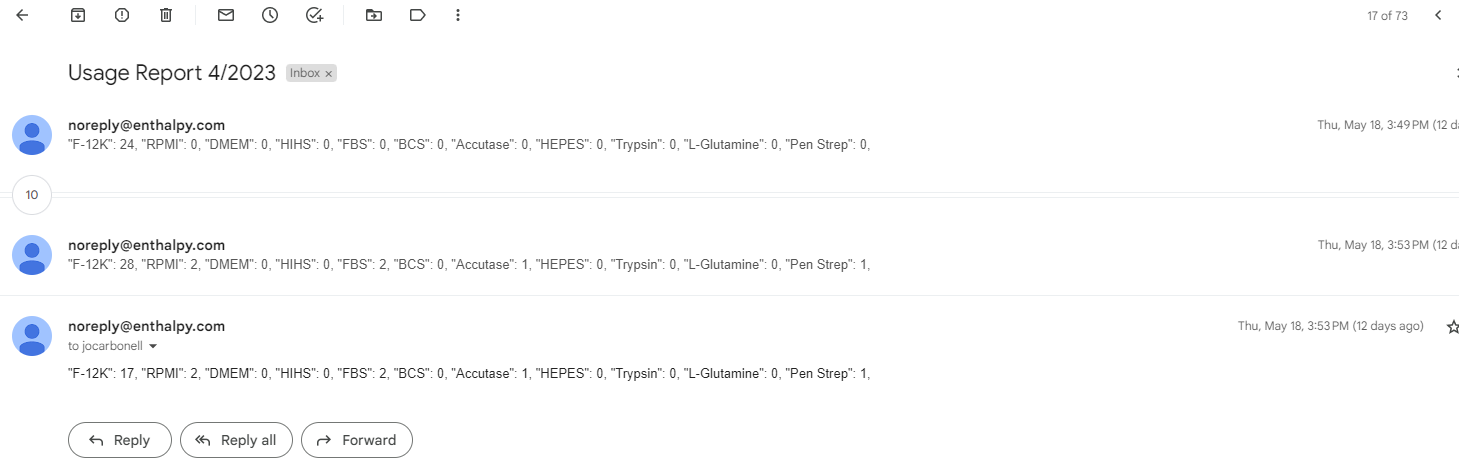 17 of 73
Usage Report 4/2023 Inbox ×
noreply@enthalpy.com Thu, May 18, 3:49 PM (12 da
"F-12K": 24, "RPMI": 0, "DMEM": 0, "HIHS": 0, "FBS": 0, "BCS": 0, "Accutase": 0, "HEPES": 0, "Trypsin": 0, "L-Glutamine": 0, "Pen Strep": 0,
10
noreply@enthalpy.com Thu, May 18, 3:53 PM (12 da
"F-12K": 28, "RPMI": 2, "DMEM": 0, "HIHS": 0, "FBS": 2, "BCS": 0, "Accutase": 1, "HEPES": 0, "Trypsin": 0, "L-Glutamine": 0, "Pen Strep": 1,
noreply@enthalpy.com Thu, May 18, 3:53 PM (12 days ago)
to jocarbonell
"F-12K": 17, "RPMI": 2, "DMEM": 0, "HIHS": 0, "FBS": 2, "BCS": 0, "Accutase": 1, "HEPES": 0, "Trypsin": 0, "L-Glutamine": 0, "Pen Strep": 1,
Reply Reply all Forward